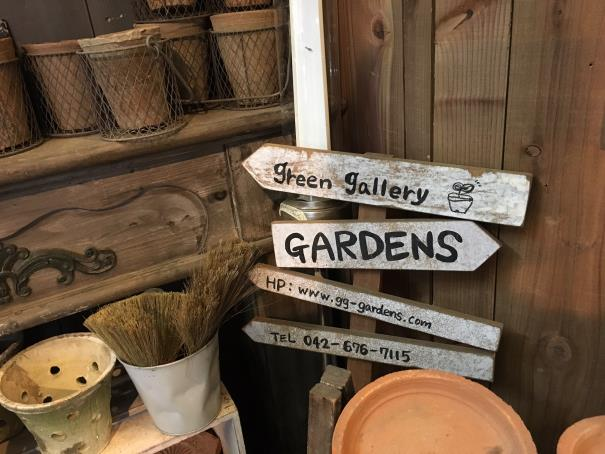 green gallery
GARDENS
HP: www.gg-gardens.com
TEL 042-676-7115